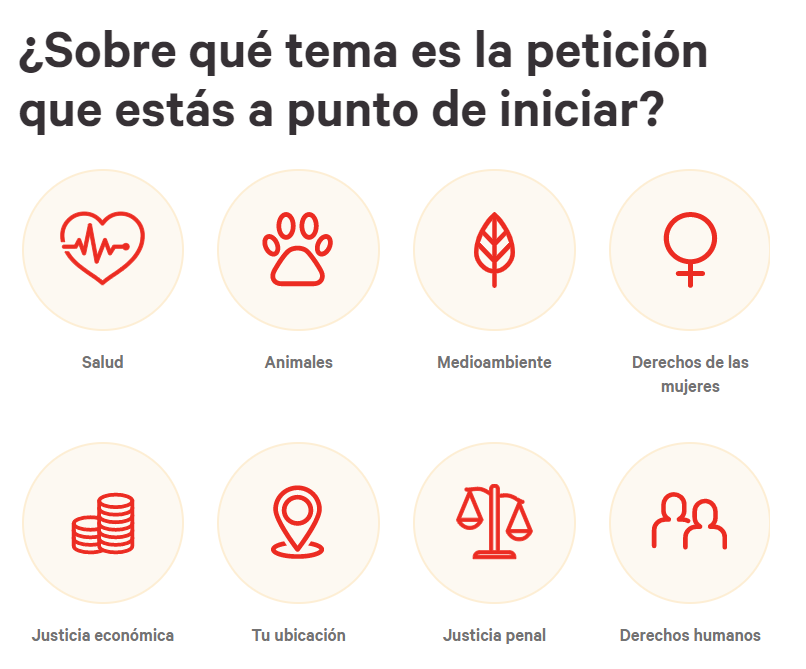 ¿Sobre qué tema es la petición
que estás a punto de iniciar?
Salud
Animales
Medioambiente
Derechos de las
mujeres
Justicia económica
Tu ubicación
Justicia penal
Derechos humanos